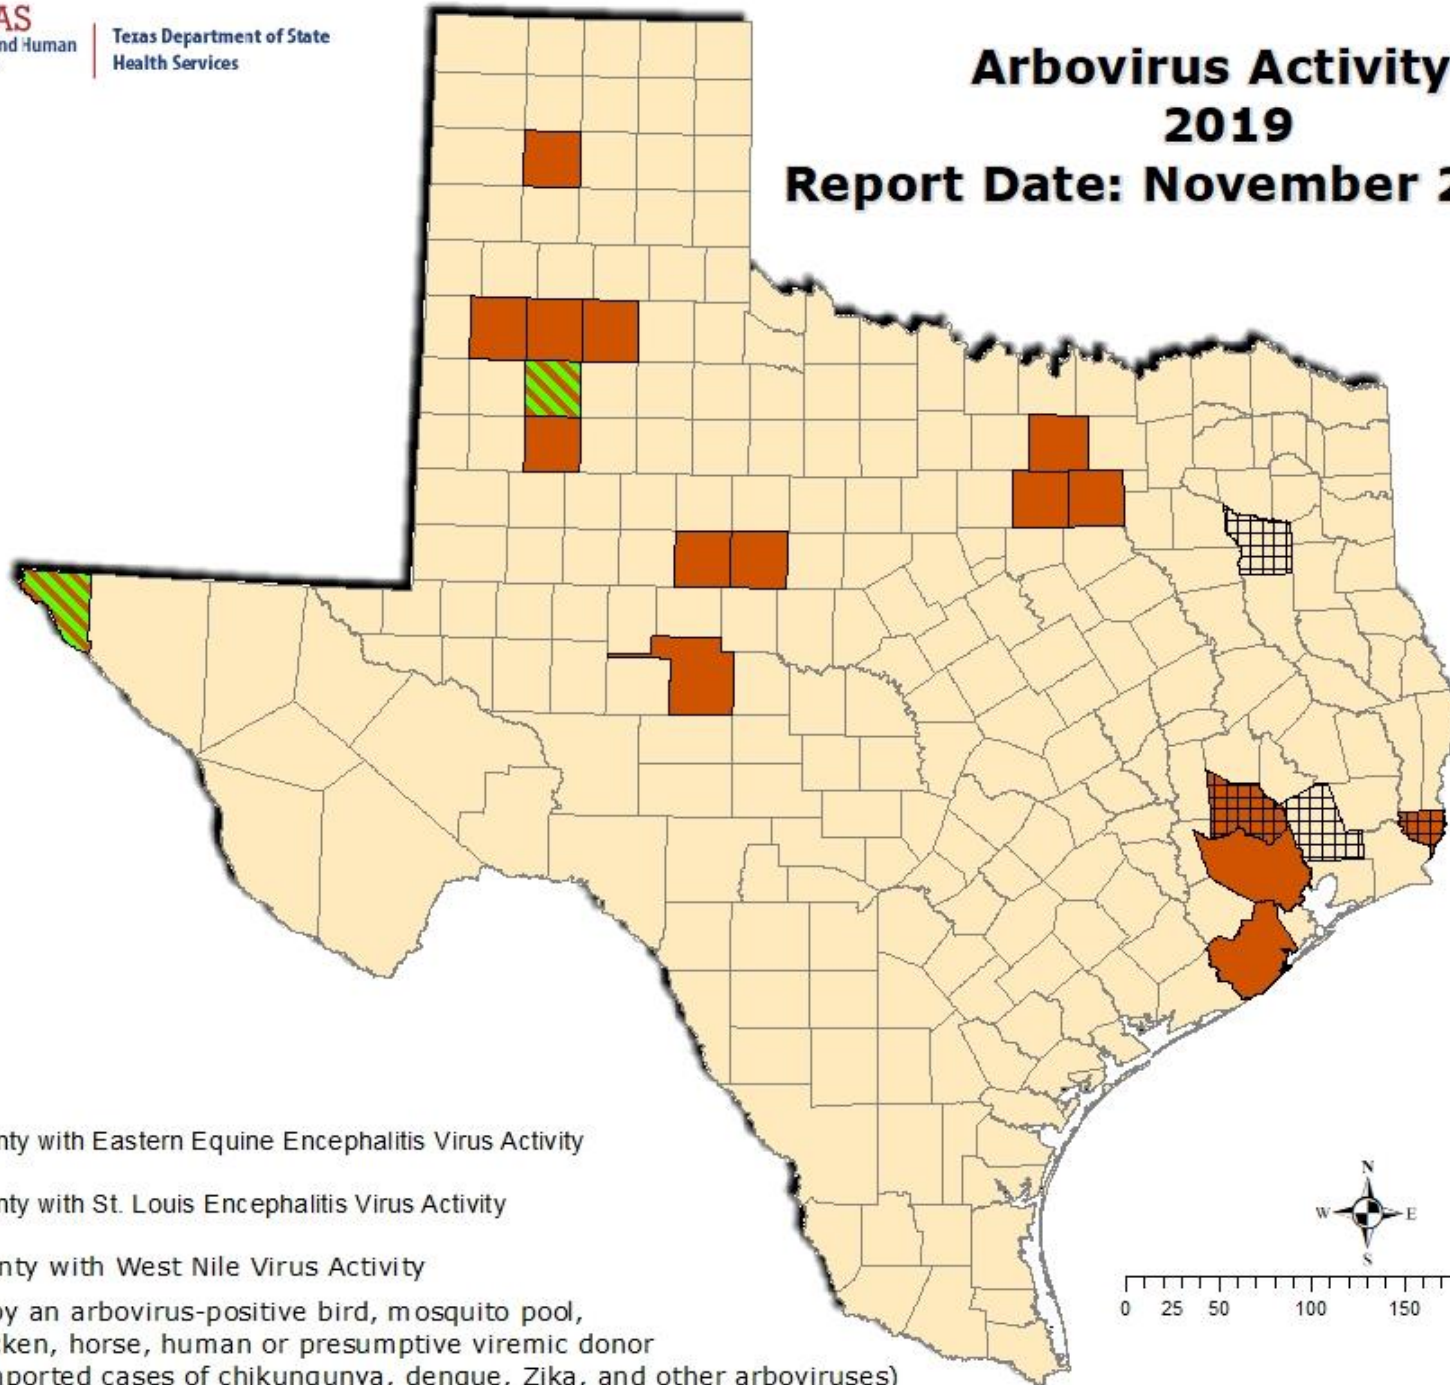 AS
nd Human
Texas Department of State
Health Services
Arbovirus Activity
2019
Report Date: November 2
nty with Eastern Equine Encephalitis Virus Activity
nty with St. Louis Encephalitis Virus Activity
nty with West Nile Virus Activity
by an arbovirus-positive bird, mosquito pool,
cken, horse, human or presumptive viremic donor
nported cases of chikungunya, dengue, Zika, and other arboviruses)
N
W E
S
0 25 50 100 150